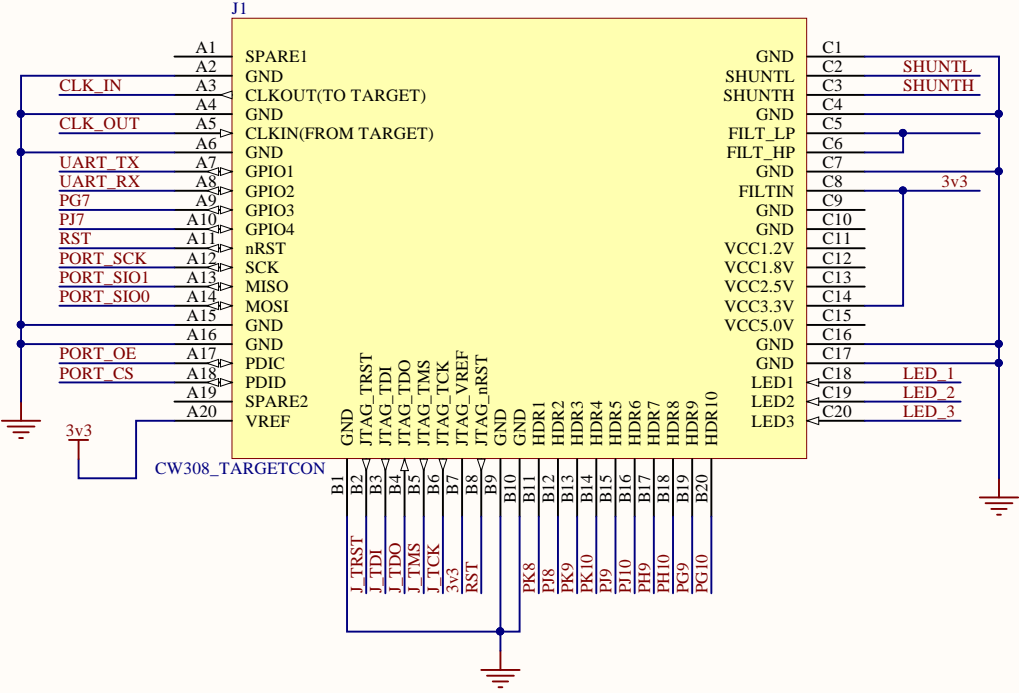 J1
A1 SPARE1
A2 GND
CLK_IN A3 CLKOUT(TO TARGET)
A4 GND
CLK_OUT A5 CLKIN(FROM TARGET)
A6 GND
UART_TX A7 GPIO1
UART_RX A8 GPIO2
PG7 A9 GPIO3
PJ7 A10 GPIO4
RST A11 nRST
PORT_SCK A12 SCK
PORT_SIO1 A13 MISO
PORT_SIO0 A14 MOSI
A15 GND
A16 GND
PORT_OE A17 PDIC
PORT_CS A18 PDID
A19 SPARE2
A20 VREF
3v3
GND C1
SHUNTL C2 SHUNTL
SHUNTH C3 SHUNTH
GND C4
FILT_LP C5
FILT_HP C6
GND C7
FILTIN C8 3v3
GND C9
GND C10
VCC1.2V C11
VCC1.8V C12
VCC2.5V C13
VCC3.3V C14
VCC5.0V C15
GND C16
GND C17
LED1 C18 LED_1
LED2 C19 LED_2
LED3 C20 LED_3
CW308_TARGETCON
GND B1
JTAG_TRST B2 J_TRST
JTAG_TDI B3 J_TDI
JTAG_TDO B4 J_TDO
JTAG_TMS B5 J_TMS
JTAG_TCK B6 J_TCK
JTAG_VREF B7 3v3
JTAG_nRST B8 RST
GND B9
GND B10
HDR1 B11 PK8
HDR2 B12 PJ8
HDR3 B13 PK9
HDR4 B14 PK10
HDR5 B15 PJ9
HDR6 B16 PJ10
HDR7 B17 PH9
HDR8 B18 PH10
HDR9 B19 PG9
HDR10 B20 PG10